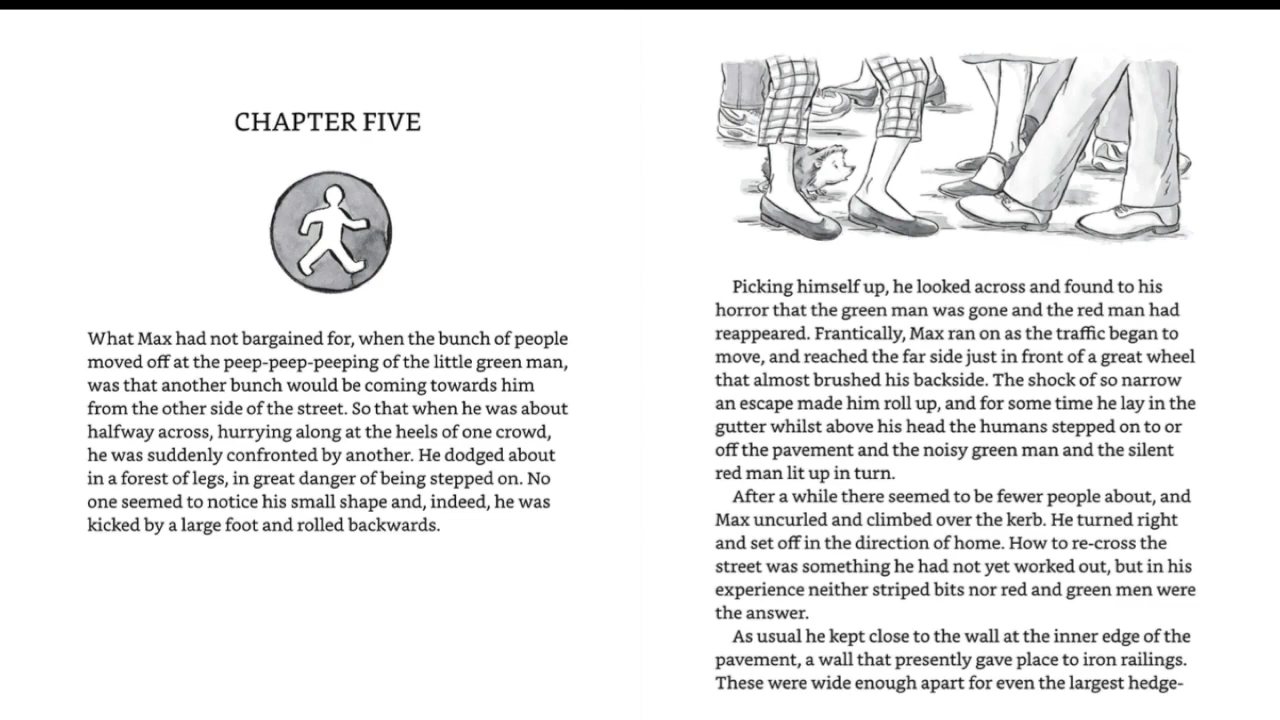 CHAPTER FIVE
What Max had not bargained for, when the bunch of people
moved off at the peep-peep-peeping of the little green man,
was that another bunch would be coming towards him
from the other side of the street. So that when he was about
halfway across, hurrying along at the heels of one crowd,
he was suddenly confronted by another. He dodged about
in a forest of legs, in great danger of being stepped on. No
one seemed to notice his small shape and, indeed, he was
kicked by a large foot and rolled backwards.
Picking himself up, he looked across and found to his
horror that the green man was gone and the red man had
reappeared. Frantically, Max ran on as the traffic began to
move, and reached the far side just in front of a great wheel
that almost brushed his backside. The shock of so narrow
an escape made him roll up, and for some time he lay in the
gutter whilst above his head the humans stepped on to or
off the pavement and the noisy green man and the silent
red man lit up in turn.
After a while there seemed to be fewer people about, and
Max uncurled and climbed over the kerb. He turned right
and set off in the direction of home. How to re-cross the
street was something he had not yet worked out, but in his
experience neither striped bits nor red and green men were
the answer.
As usual he kept close to the wall at the inner edge of the
pavement, a wall that presently gave place to iron railings.
These were wide enough apart for even the largest hedge-